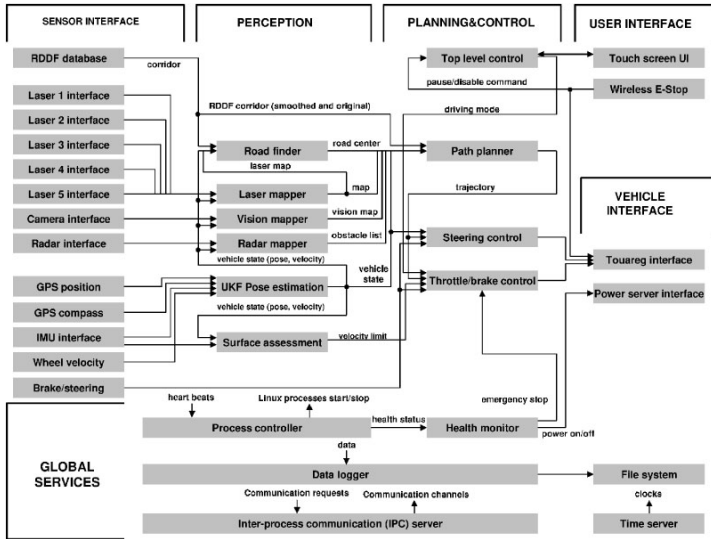 SENSOR INTERFACE
PERCEPTION
PLANNING&CONTROL
USER INTERFACE
RDDF database
Top level control
Touch screen UI
corridor
pause/disable command
Wireless E-Stop
Laser 1 interface
RDDF corridor (smoothed and original)
driving mode
Laser 2 interface
Laser 3 interface
Road finder
road center
Path planner
Laser 4 interface
laser map
Laser 5 interface
Laser mapper
map
trajectory
VEHICLE
INTERFACE
Camera interface
Vision mapper
vision map
Radar interface
Radar mapper
obstacle list
Steering control
vehicle state (pose, velocity)
vehicle
state
Touareg interface
GPS position
UKF Pose estimation
Throttle/brake control
Power server interface
vehicle state (pose, velocity)
GPS compass
IMU interface
Surface assessment
velocity limit
Wheel velocity
Brake/steering
heart beats
Linux processes start/stop
emergency stop
health status
Process controller
Health monitor
power on/off
GLOBAL
SERVICES
data
Data logger
File system
Communication requests
Communication channels
clocks
Inter-process communication (IPC) server
Time server